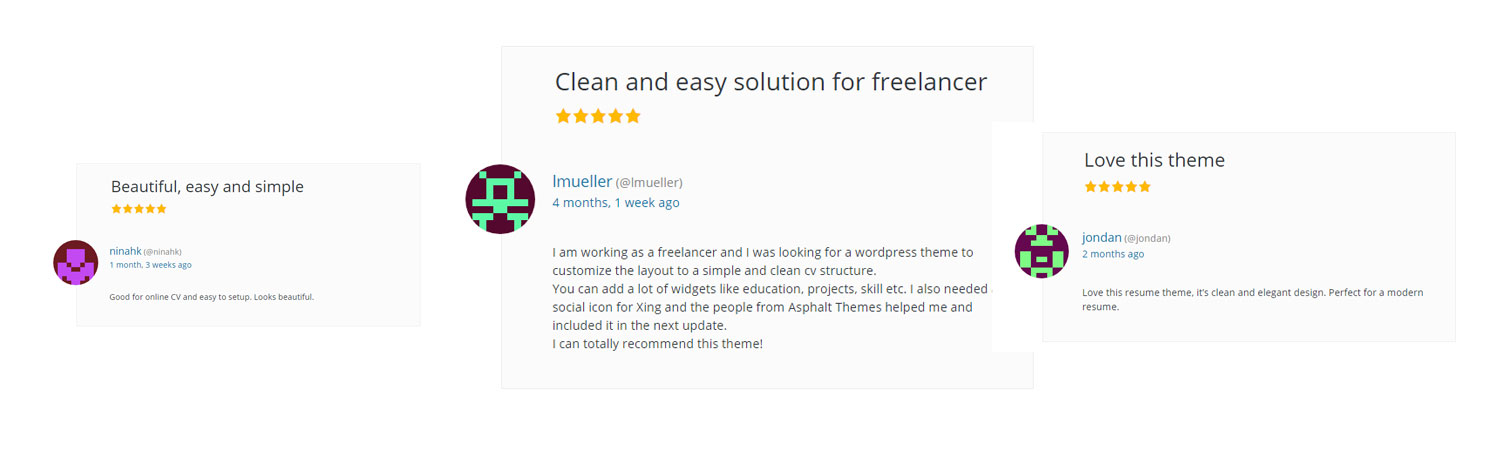 Beautiful, easy and simple
ninahk (@ninahk)
1 month, 3 weeks ago
Good for online CV and easy to setup. Looks beautiful.
Clean and easy solution for freelancer
lmueller (@lmueller)
4 months, 1 week ago
I am working as a freelancer and I was looking for a wordpress theme to
customize the layout to a simple and clean cv structure.
You can add a lot of widgets like education, projects, skill etc. I also needed
social icon for Xing and the people from Asphalt Themes helped me and
included it in the next update.
I can totally recommend this theme!
Love this theme
jondan (@jondan)
2 months ago
Love this resume theme, it's clean and elegant design. Perfect for a modern
resume.